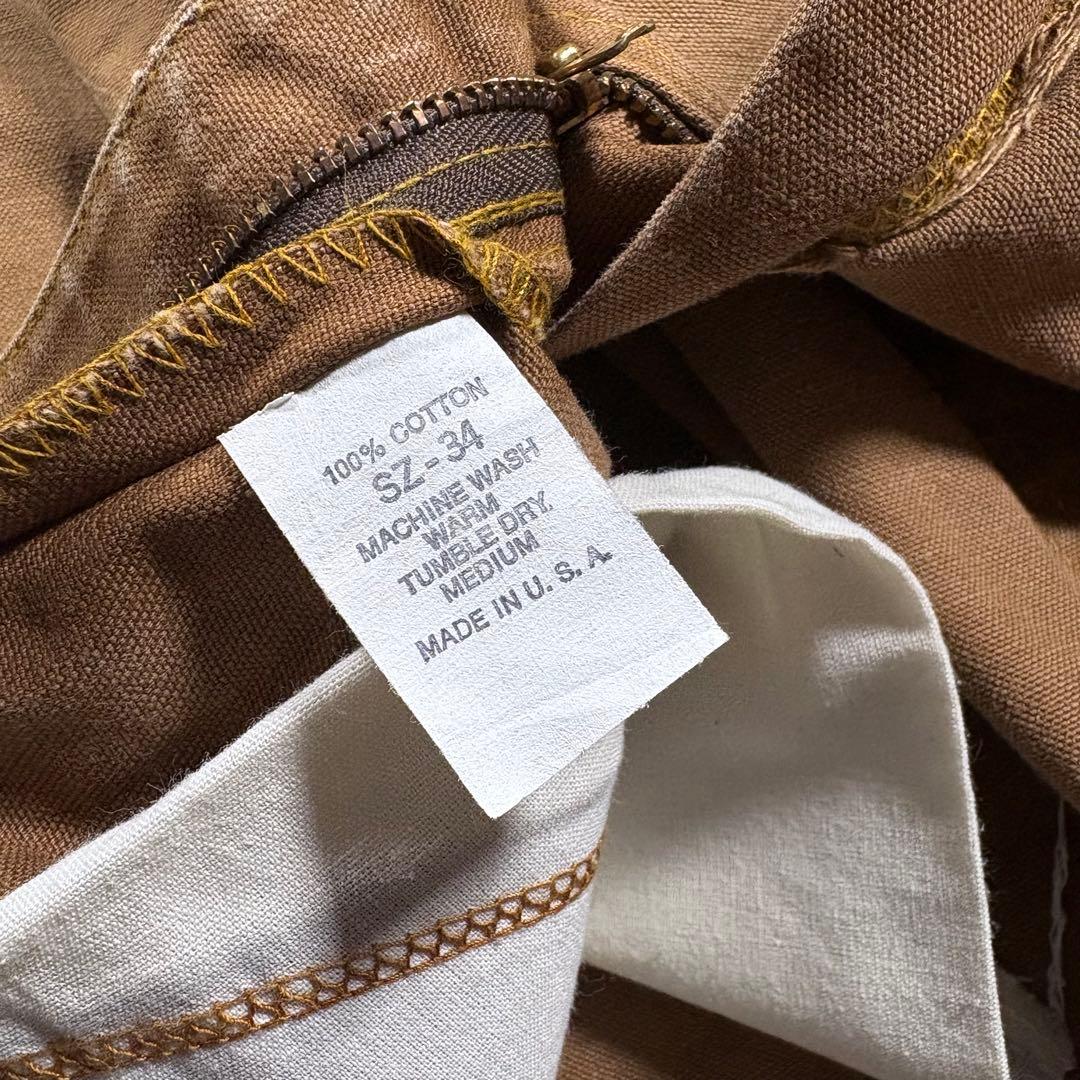 100% COTTON
SZ-34
MACHINE WASH
WARM
TUMBLE DRY.
MEDIUM
MADE IN U. S. A.